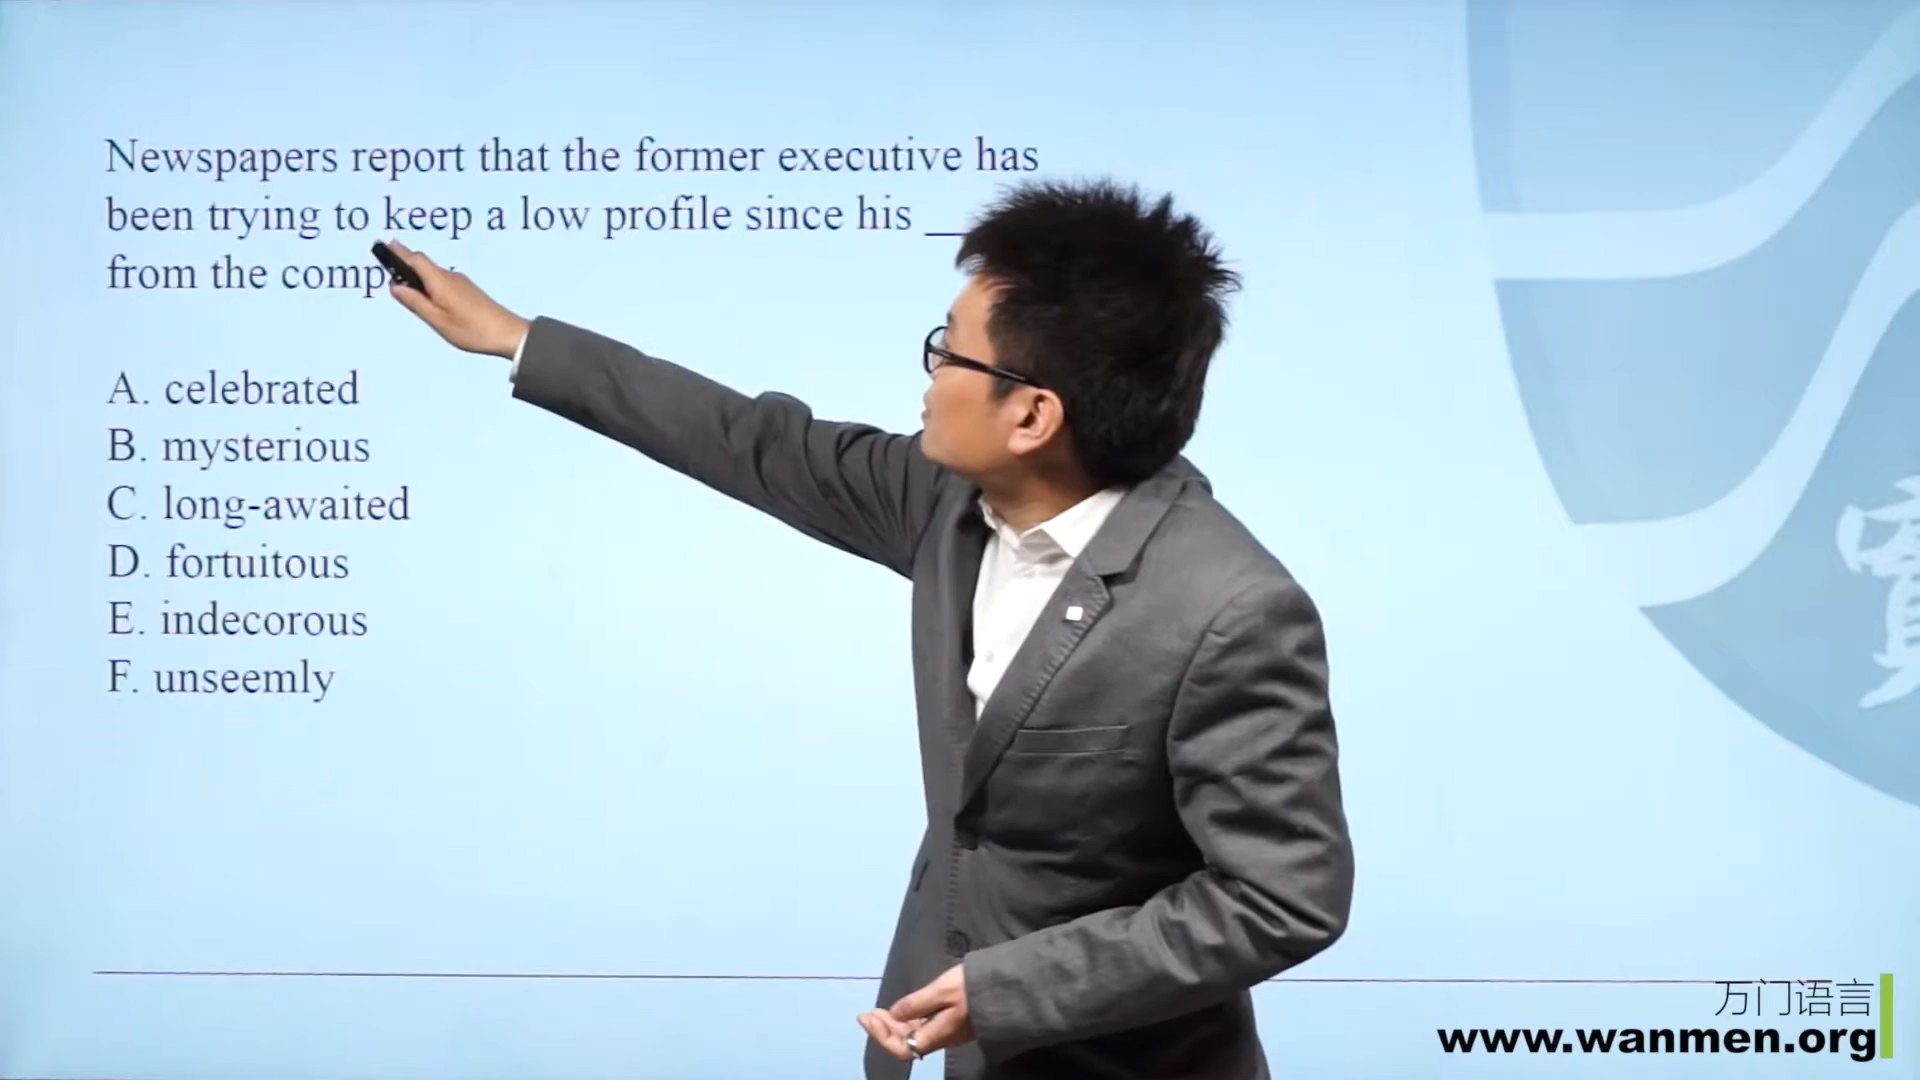 Newspapers report that the former executive has
been trying to keep a low profile since his __
from the
A. celebrated
B. mysterious
C. long-awaited
D. fortuitous
E. indecorous
F. unseemly
万门语言
www.wanmen.org